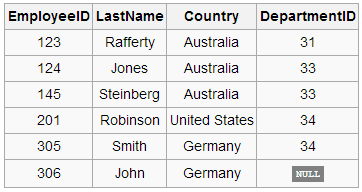 EmployeeID LastName Country DepartmentID
123 Rafferty Australia 31
124 Jones Australia 33
145 Steinberg Australia 33
201 Robinson United States 34
305 Smith Germany 34
306 John Germany NULL